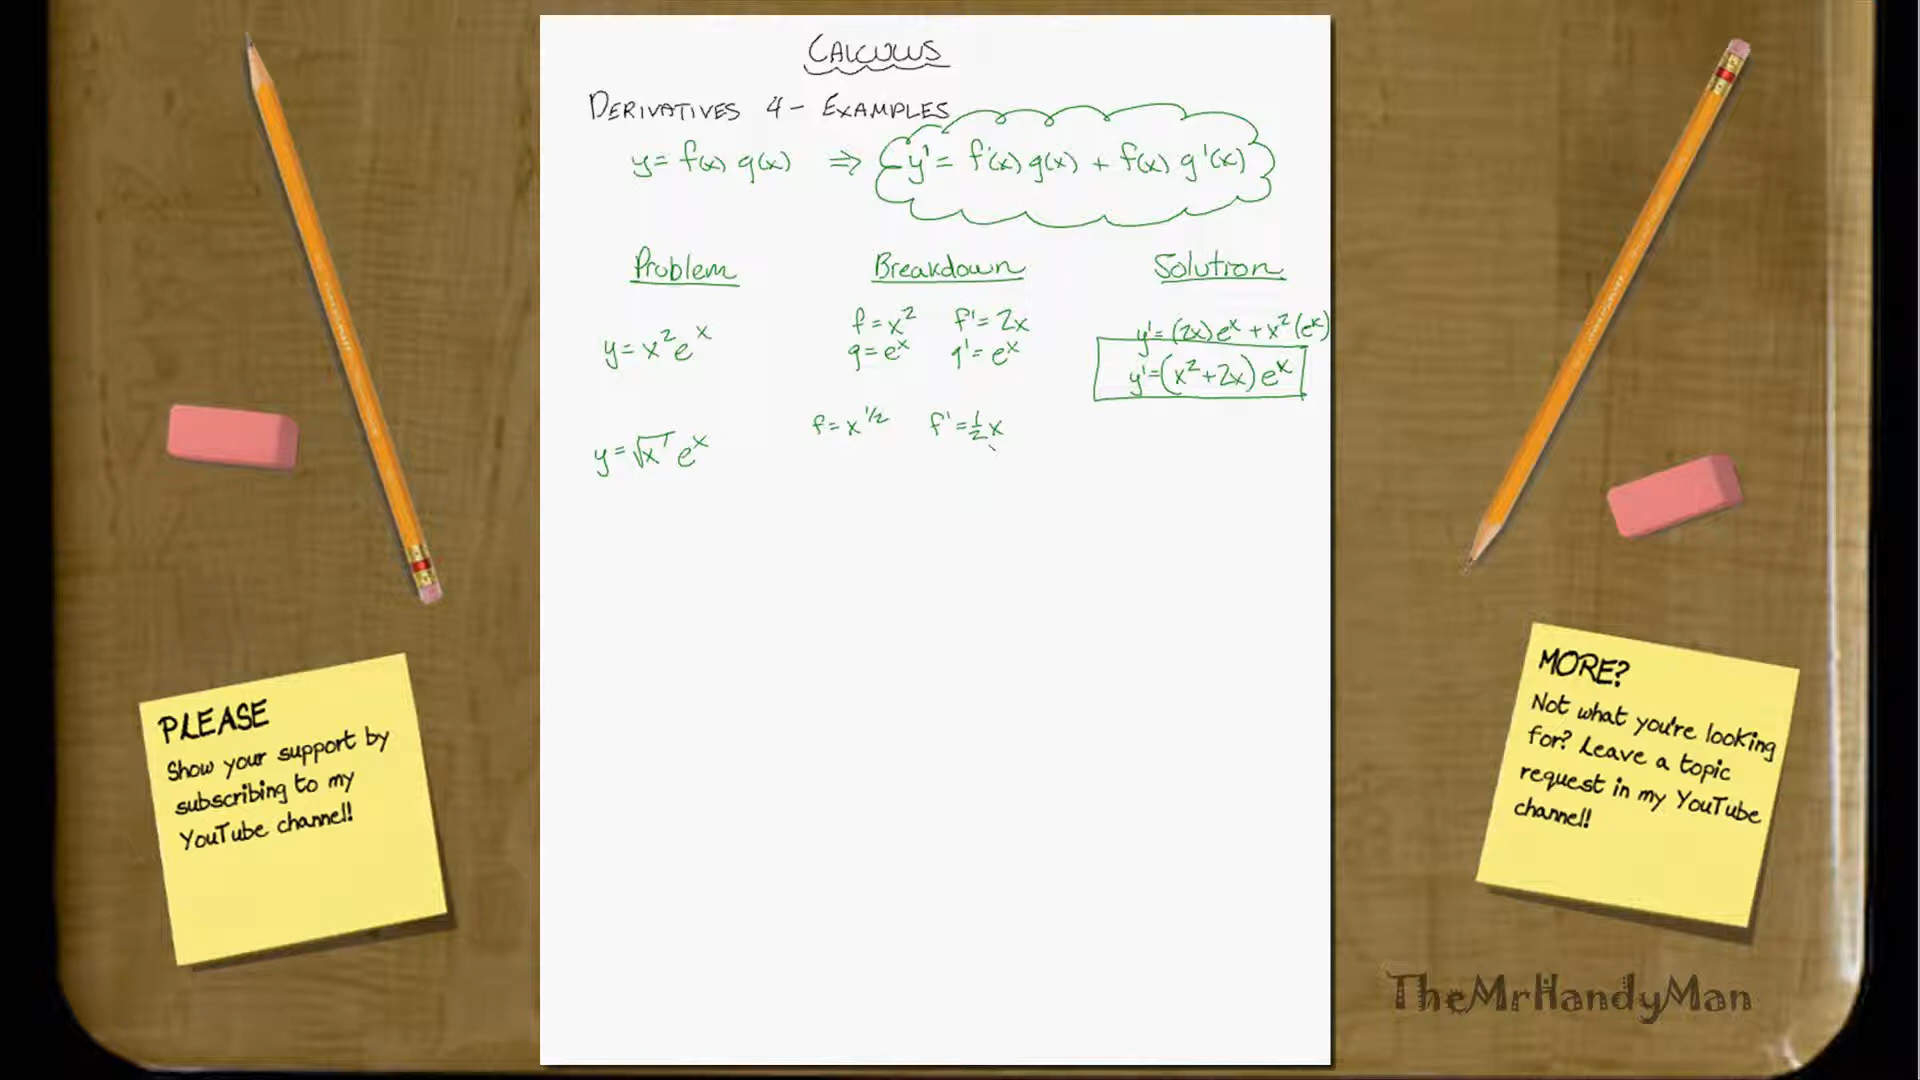 CALCULUS
DERIVATIVES 4 - EXAMPLES
y = f(x) g(x) ⇒ y' = f'(x) g(x) + f(x) g'(x)
Problem Breakdown Solution
y = x²eˣ
f = x² f' = 2x
g = eˣ g' = eˣ
y' = (2x)eˣ + x²(eˣ)
y' = (x² + 2x)eˣ
y = √x eˣ
f = x^1/2 f' = 1/2 x
PLEASE
Show your support by
subscribing to my
YouTube channel!
MORE?
Not what you're looking
for? Leave a topic
request in my YouTube
channel!
TheMrHandyMan